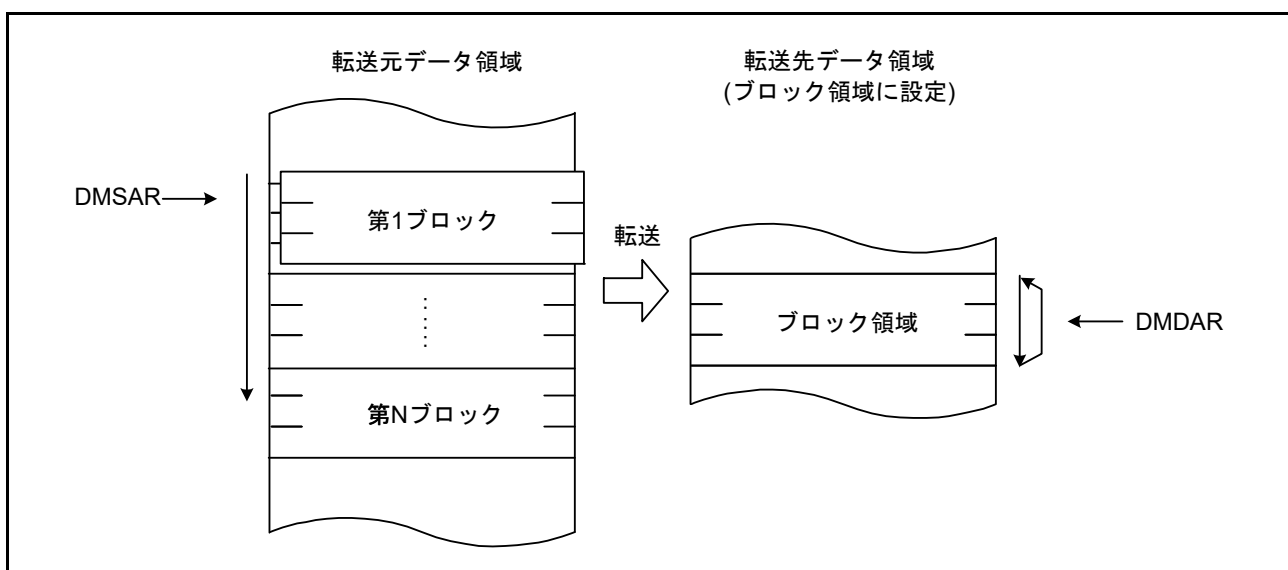 転送元データ領域
転送先データ領域
(ブロック領域に設定)
DMSAR
第1ブロック
転送
ブロック領域
DMDAR
第Nブロック